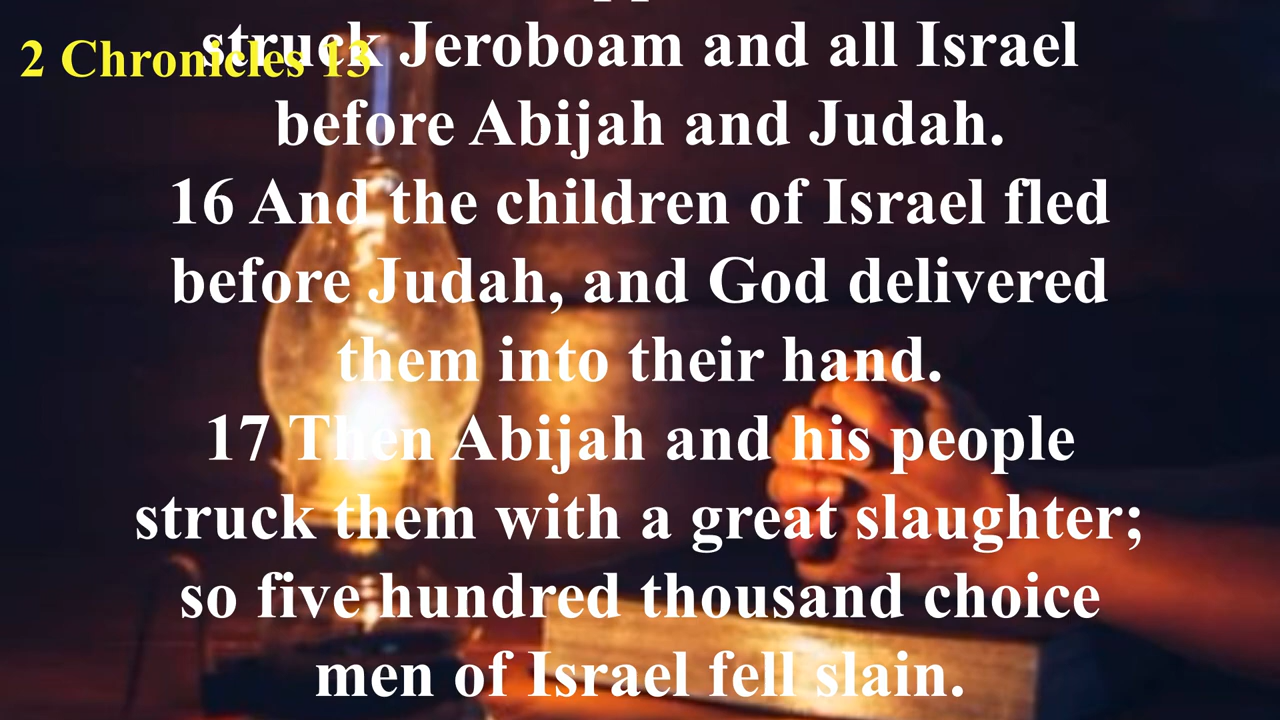 2 Chronicles 13
struck Jeroboam and all Israel
before Abijah and Judah.
16 And the children of Israel fled
before Judah, and God delivered
them into their hand.
17 Then Abijah and his people
struck them with a great slaughter;
so five hundred thousand choice
men of Israel fell slain.